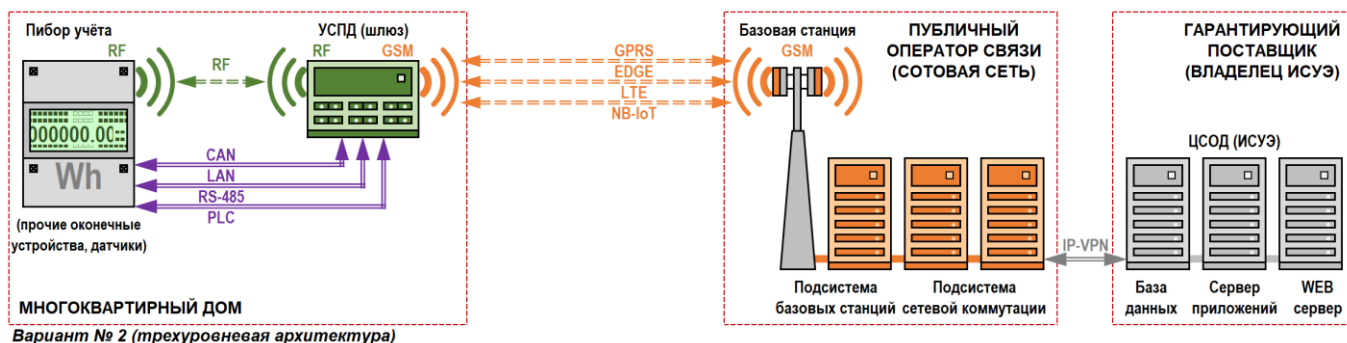 Пибор учёта
RF
RF
УСПД (шлюз)
RF
GSM
000000.00
Wh
CAN
LAN
RS-485
PLC
(прочие оконечные
устройства, датчики)
МНОГОКВАРТИРНЫЙ ДОМ
GPRS
EDGE
LTE
NB-IoT
Базовая станция
GSM
ПУБЛИЧНЫЙ
ОПЕРАТОР СВЯЗИ
(СОТОВАЯ СЕТЬ)
Подсистема
базовых станций
Подсистема
сетевой коммутации
IP-VPN
ГАРАНТИРУЮЩИЙ
ПОСТАВЩИК
(ВЛАДЕЛЕЦ ИСУЭ)
ЦСОД (ИСУЭ)
База
данных
Сервер
приложений
WEB
сервер
Вариант № 2 (трехуровневая архитектура)